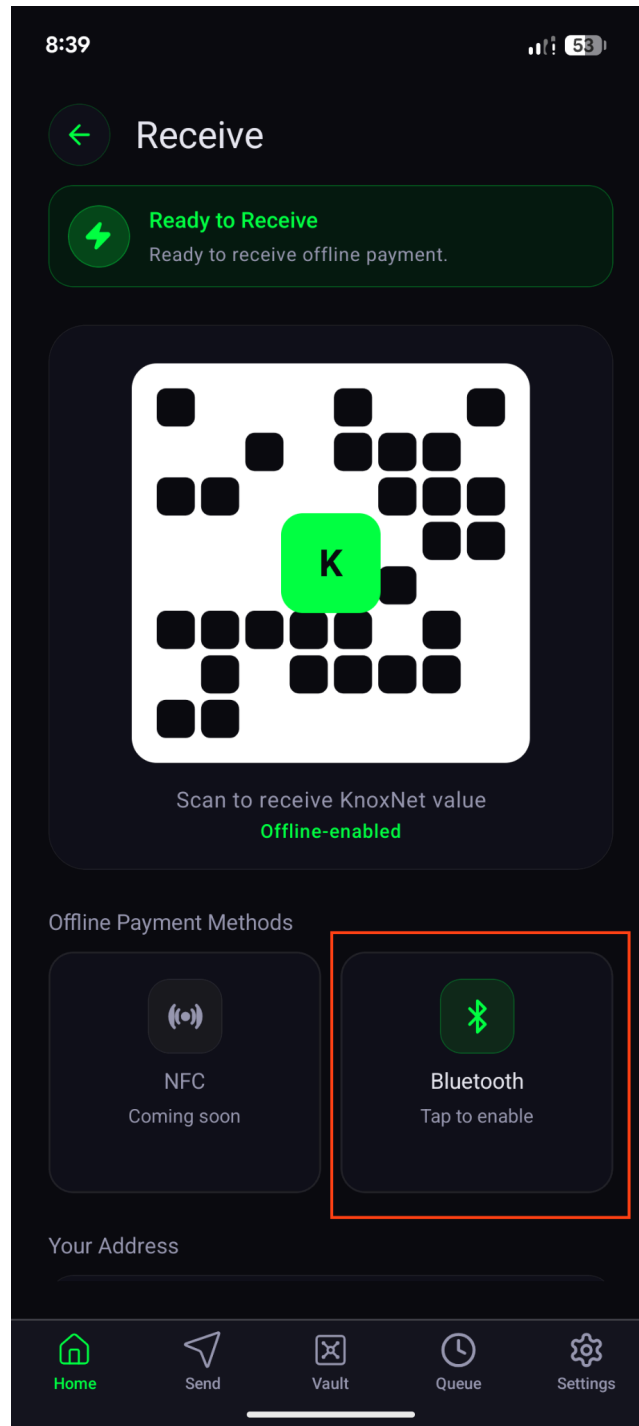 8:39
53
Receive
Ready to Receive
Ready to receive offline payment.
K
Scan to receive KnoxNet value
Offline-enabled
Offline Payment Methods
NFC
Coming soon
Bluetooth
Tap to enable
Your Address
Home
Send
Vault
Queue
Settings